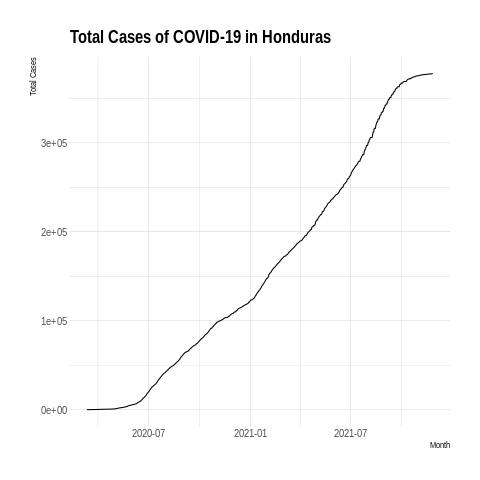 Total Cases of COVID-19 in Honduras
Total Cases
3e+05
2e+05
1e+05
0e+00
2020-07 2021-01 2021-07
Month